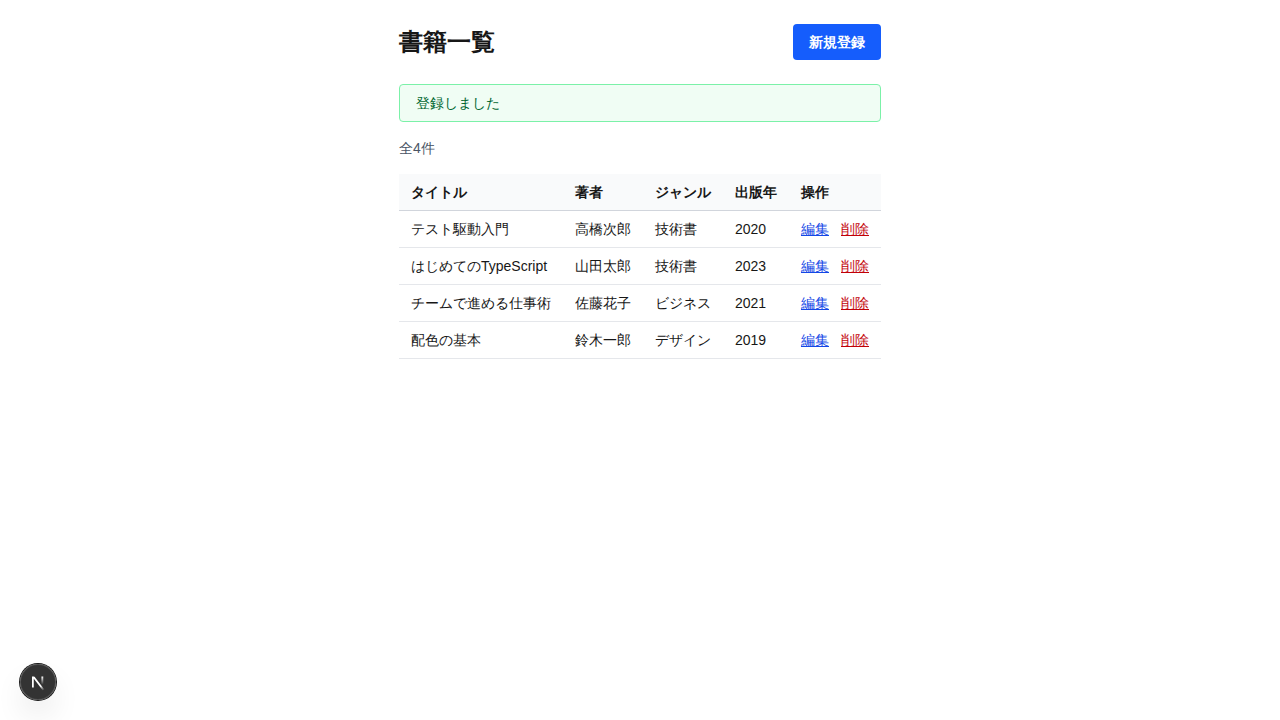 書籍一覧
新規登録
登録しました
全4件
タイトル 著者 ジャンル 出版年 操作
テスト駆動入門 高橋次郎 技術書 2020 編集 削除
はじめてのTypeScript 山田太郎 技術書 2023 編集 削除
チームで進める仕事術 佐藤花子 ビジネス 2021 編集 削除
配色の基本 鈴木一郎 デザイン 2019 編集 削除
N